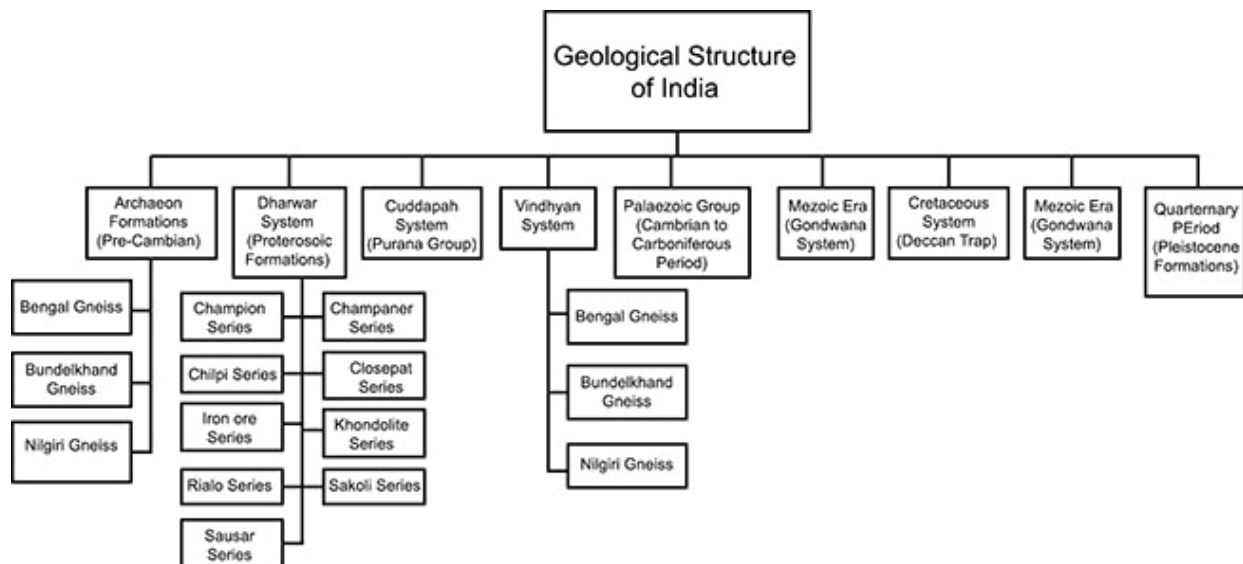 Geological Structure
of India
Archaeon
Formations
(Pre-Cambian)
Dharwar
System
(Proterosoic
Formations)
Cuddapah
System
(Purana Group)
Vindhyan
System
Palaezoic Group
(Cambrian to
Carboniferous
Period)
Mezoic Era
(Gondwana
System)
Cretaceous
System
(Deccan Trap)
Mezoic Era
(Gondwana
System)
Quarternary
PEriod
(Pleistocene
Formations)
Bengal Gneiss
Bundelkhand
Gneiss
Nilgiri Gneiss
Champion
Series
Champaner
Series
Chilpi Series
Closepat
Series
Iron ore
Series
Khondolite
Series
Rialo Series
Sakoli Series
Sausar
Series
Bengal Gneiss
Bundelkhand
Gneiss
Nilgiri Gneiss